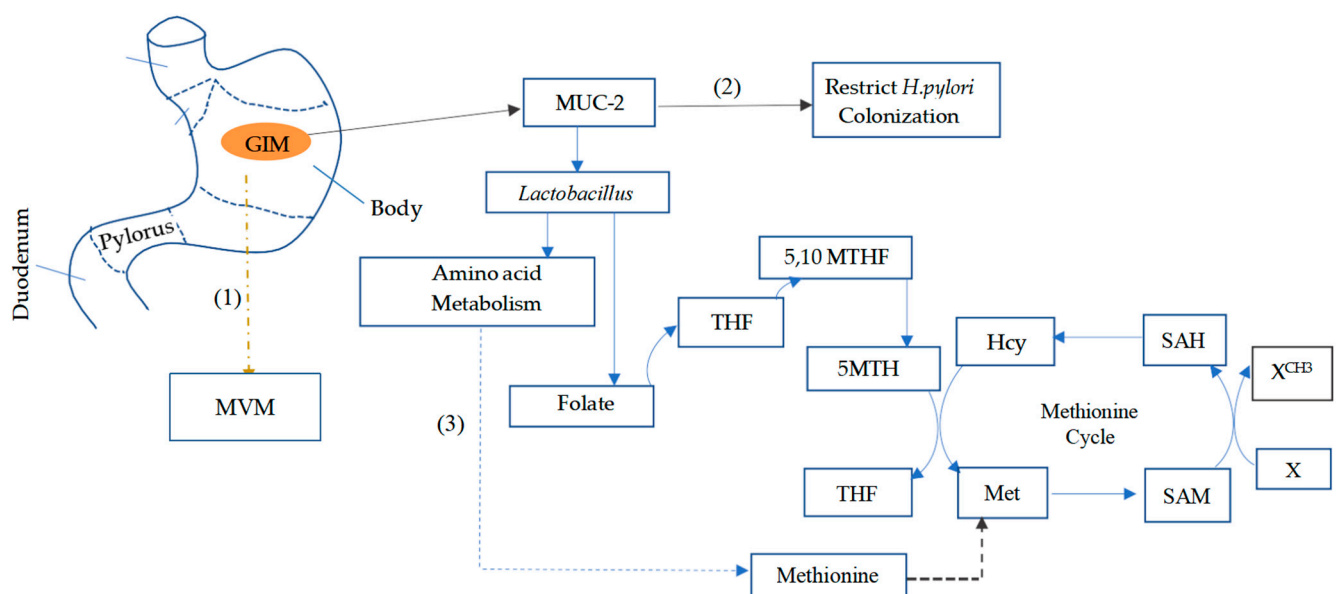 MUC-2
(2)
Restrict H.pylori
Colonization
GIM
Lactobacillus
Body
Pylorus
Duodenum
(1)
Amino acid
Metabolism
5,10 MTHF
THF
Hcy
SAH
MVM
5MTH
X^CH3
Folate
(3)
Methionine
Cycle
THF
Met
SAM
X
Methionine